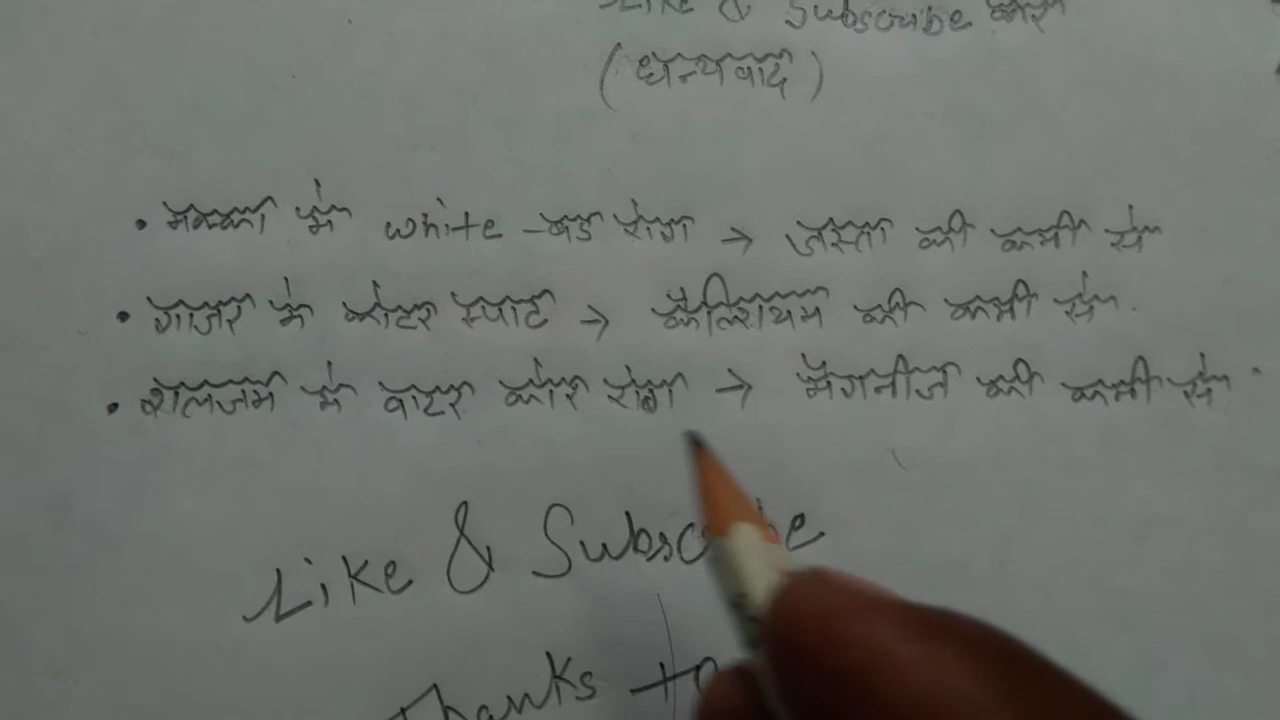 Like & Subscribe करें
(धन्यवाद)
• मक्का में white -बड रोग → जस्ता की कमी से
• गाजर में कोटर स्पाट → कैल्शियम की कमी से.
• शलजम में वाटर कोर रोग → मैगनीज की कमी से.
Like & Subscribe
Thanks to